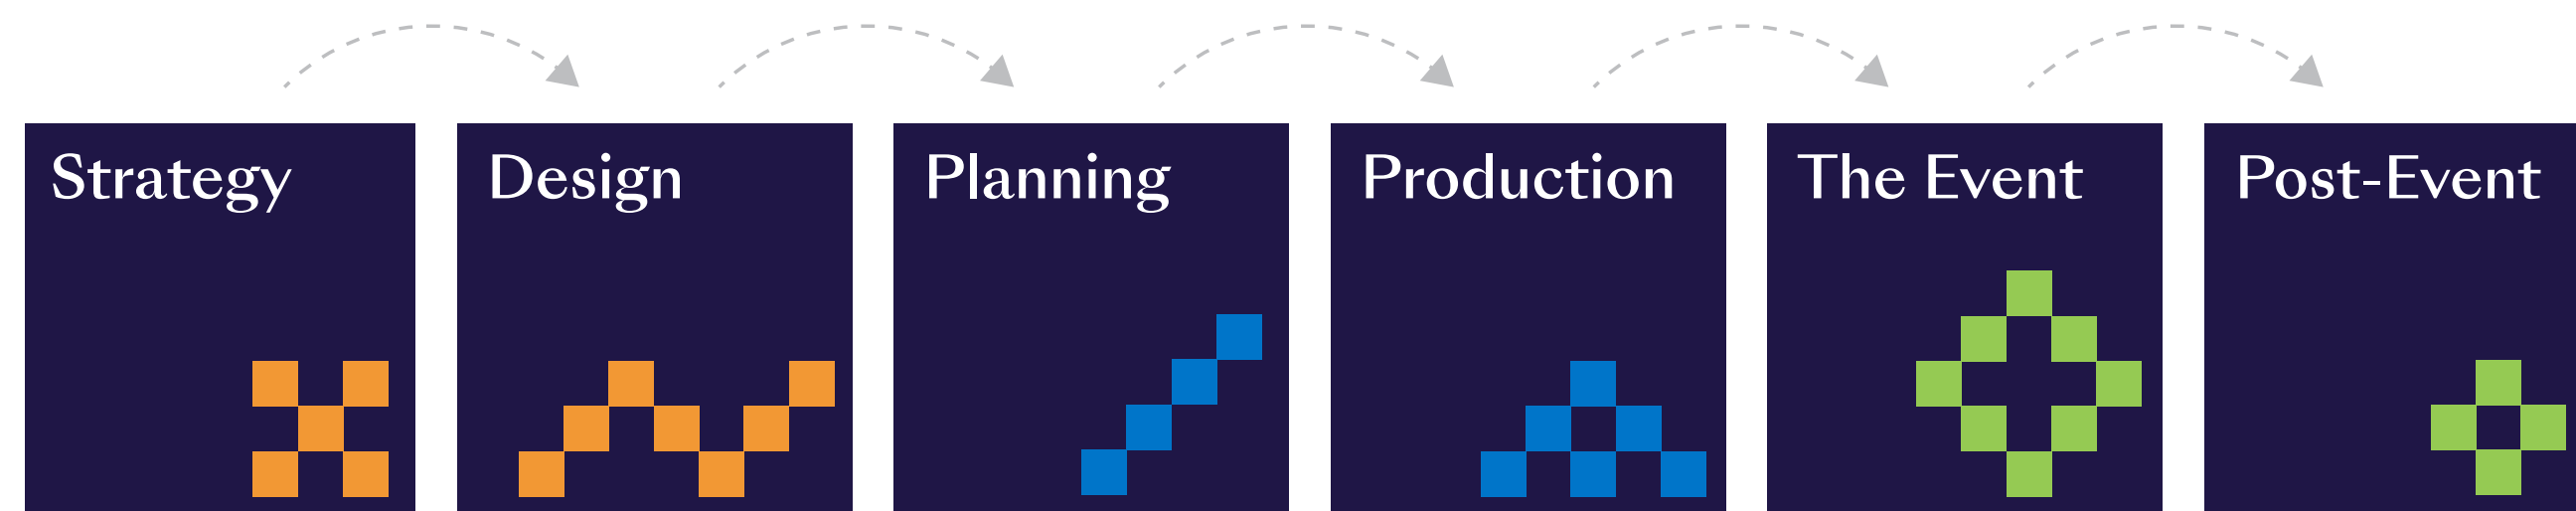 Strategy
Design
Planning
Production
The Event
Post-Event